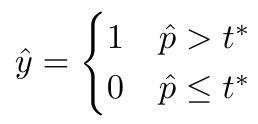 ŷ = { 1 p̂ > t*
0 p̂ ≤ t*